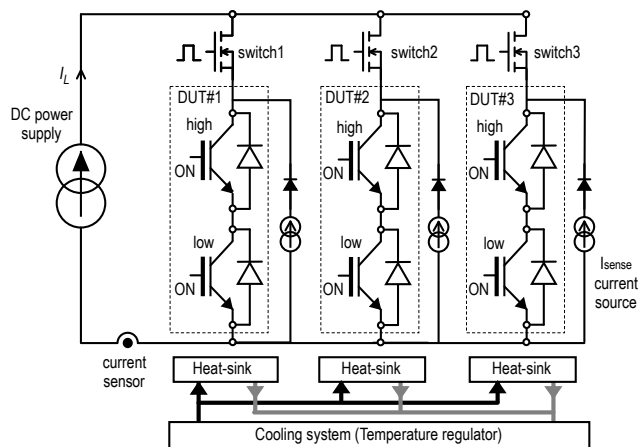 switch1
switch2
switch3
I_L
DC power
supply
DUT#1
DUT#2
DUT#3
high
high
high
ON
ON
ON
low
low
low
ON
ON
ON
Isense
current
source
current
sensor
Heat-sink
Heat-sink
Heat-sink
Cooling system (Temperature regulator)